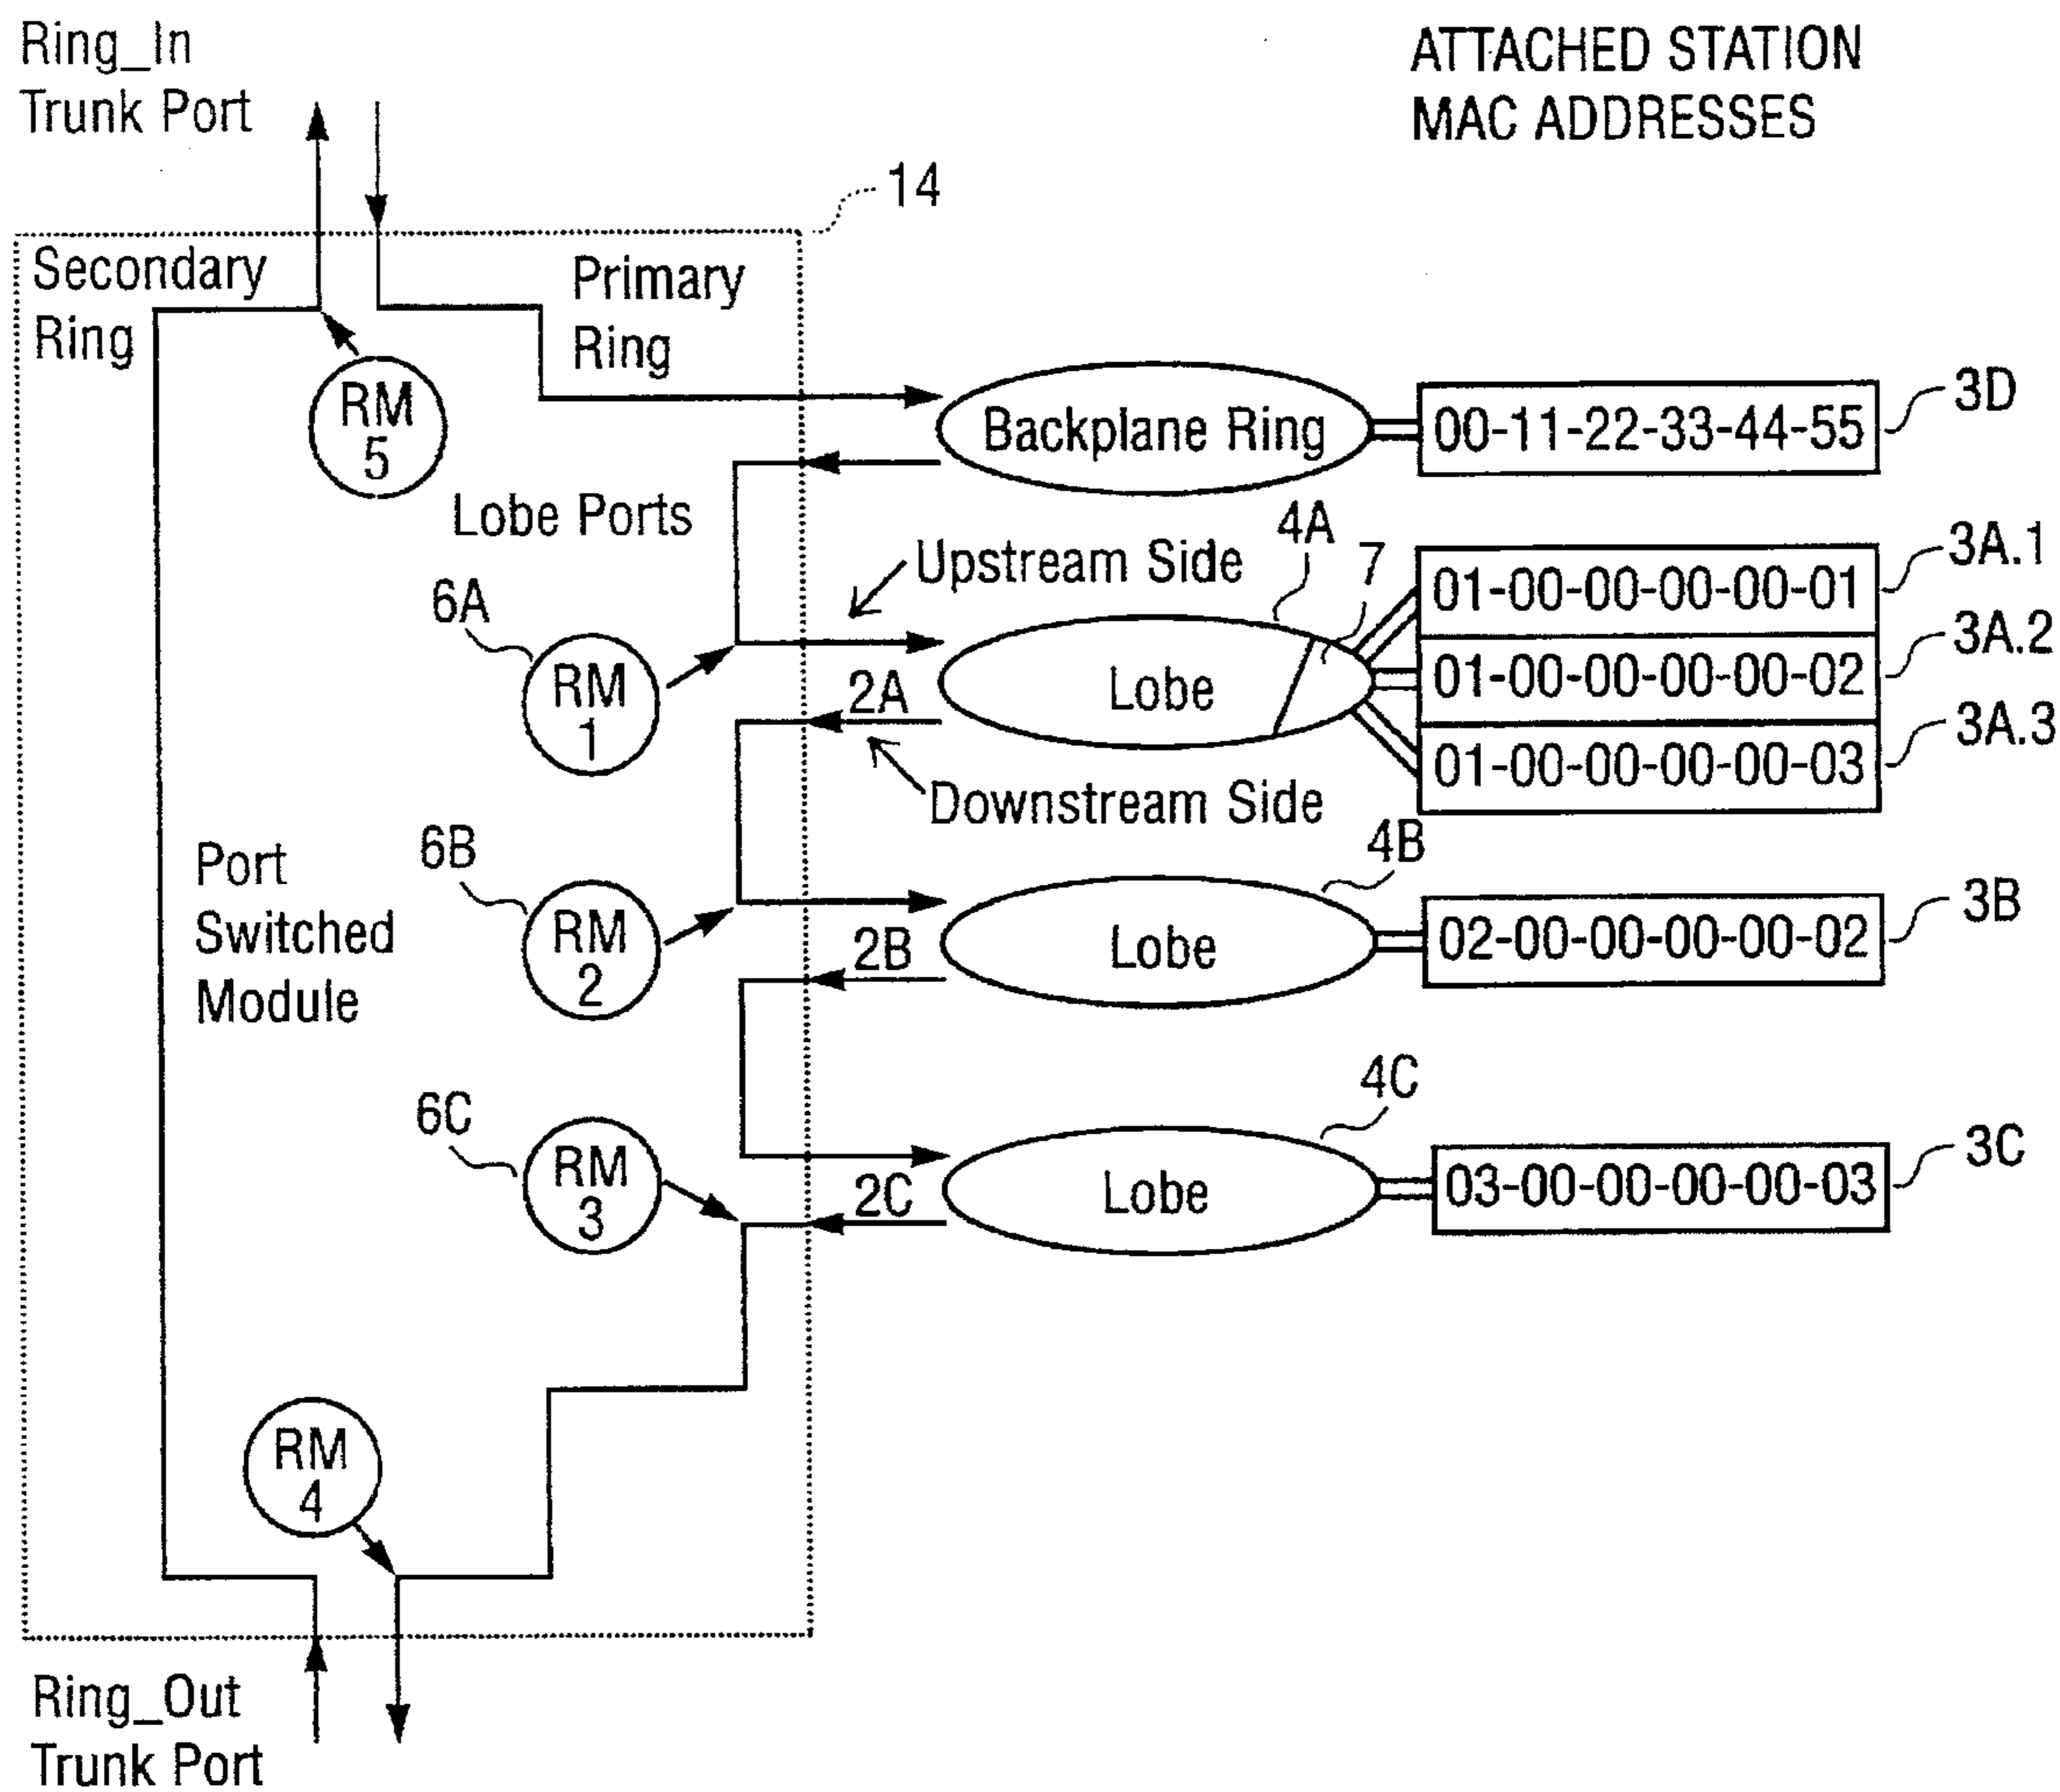 Ring_In
Trunk Port
ATTACHED STATION
MAC ADDRESSES
14
Secondary
Ring
Primary
Ring
RM
5
Backplane Ring
00-11-22-33-44-55
3D
Lobe Ports
Upstream Side
4A
7
6A
RM
1
2A
Lobe
01-00-00-00-00-01
3A.1
01-00-00-00-00-02
3A.2
01-00-00-00-00-03
3A.3
Downstream Side
Port
Switched
Module
6B
RM
2
2B
4B
Lobe
02-00-00-00-00-02
3B
6C
RM
3
2C
4C
Lobe
03-00-00-00-00-03
3C
RM
4
Ring_Out
Trunk Port